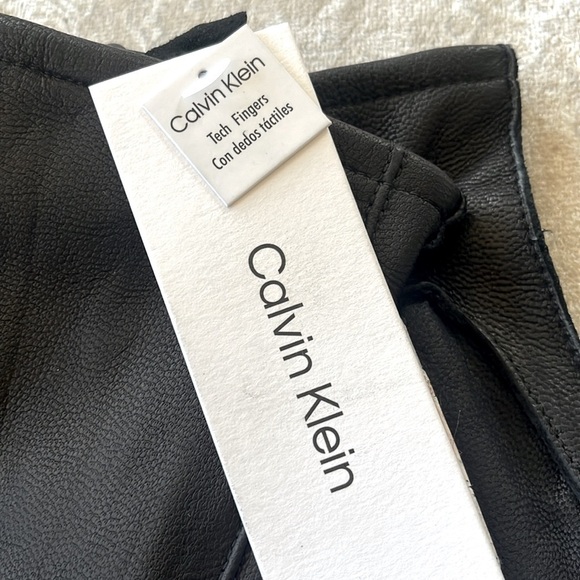 Calvin Klein
Tech Fingers
Con dedos táctiles
Calvin Klein